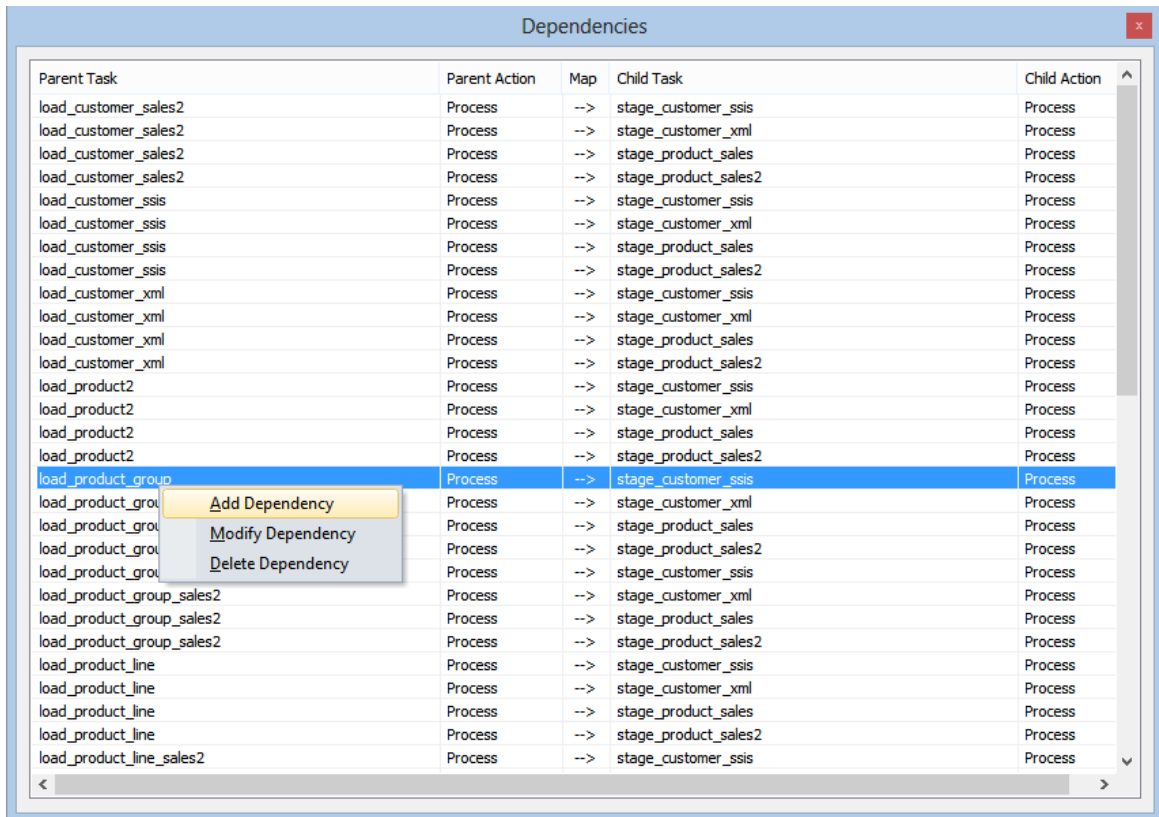 Dependencies
x
Parent Task Parent Action Map Child Task Child Action
load_customer_sales2 Process --> stage_customer_ssis Process
load_customer_sales2 Process --> stage_customer_xml Process
load_customer_sales2 Process --> stage_product_sales Process
load_customer_sales2 Process --> stage_product_sales2 Process
load_customer_ssis Process --> stage_customer_ssis Process
load_customer_ssis Process --> stage_customer_xml Process
load_customer_ssis Process --> stage_product_sales Process
load_customer_ssis Process --> stage_product_sales2 Process
load_customer_xml Process --> stage_customer_ssis Process
load_customer_xml Process --> stage_customer_xml Process
load_customer_xml Process --> stage_product_sales Process
load_customer_xml Process --> stage_product_sales2 Process
load_product2 Process --> stage_customer_ssis Process
load_product2 Process --> stage_customer_xml Process
load_product2 Process --> stage_product_sales Process
load_product2 Process --> stage_product_sales2 Process
load_product_group Process --> stage_customer_ssis Process
load_product_grou Add Dependency Process --> stage_customer_xml Process
load_product_grou Process --> stage_product_sales Process
Modify Dependency
load_product_grou Process --> stage_product_sales2 Process
load_product_grou Delete Dependency Process --> stage_customer_ssis Process
load_product_group_sales2 Process --> stage_customer_xml Process
load_product_group_sales2 Process --> stage_product_sales Process
load_product_group_sales2 Process --> stage_product_sales2 Process
load_product_line Process --> stage_customer_ssis Process
load_product_line Process --> stage_customer_xml Process
load_product_line Process --> stage_product_sales Process
load_product_line Process --> stage_product_sales2 Process
load_product_line_sales2 Process --> stage_customer_ssis Process